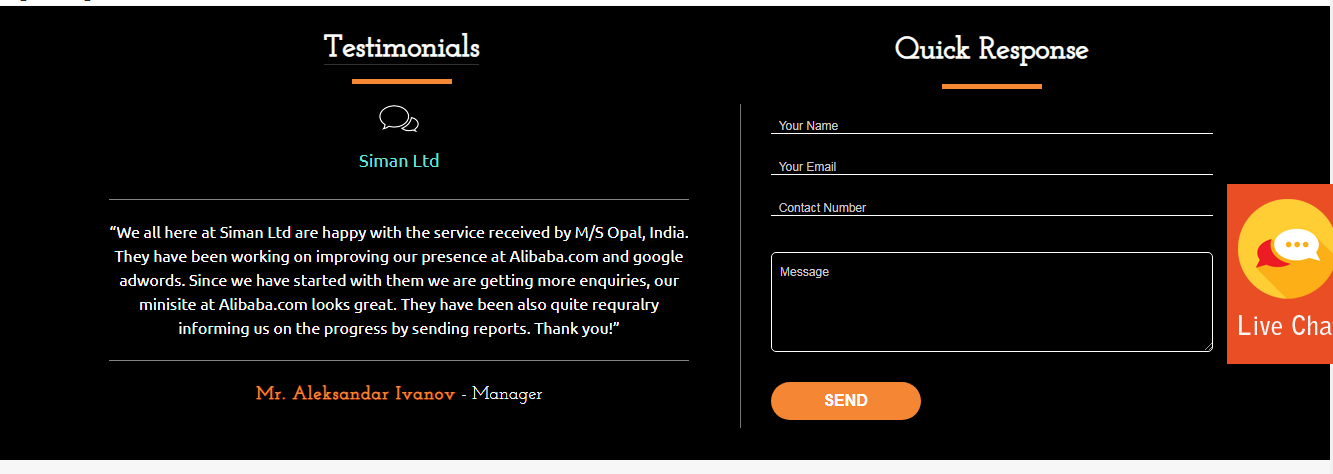 Testimonials
Siman Ltd
“We all here at Siman Ltd are happy with the service received by M/S Opal, India.
They have been working on improving our presence at Alibaba.com and google
adwords. Since we have started with them we are getting more enquiries, our
minisite at Alibaba.com looks great. They have been also quite requralry
informing us on the progress by sending reports. Thank you!”
Mr. Aleksandar Ivanov - Manager
Quick Response
Your Name
Your Email
Contact Number
Message
SEND
Live Cha